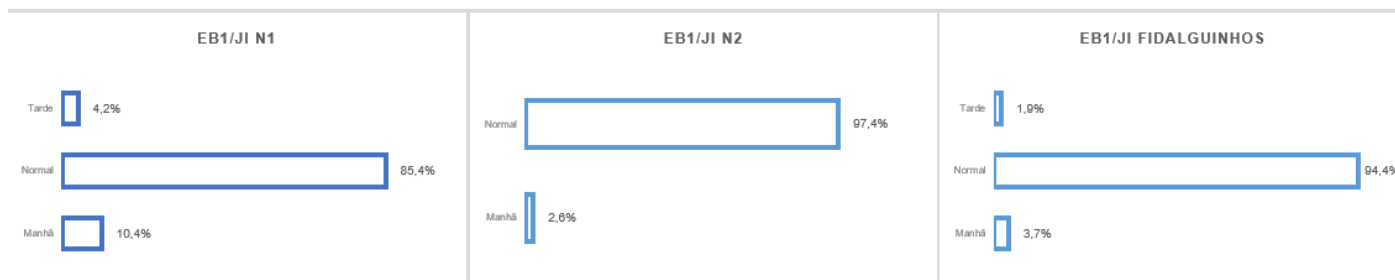 EB1/JI N1
Tarde 4,2%
Normal 85,4%
Manhã 10,4%
EB1/JI N2
Normal 97,4%
Manhã 2,6%
EB1/JI FIDALGUINHOS
Tarde 1,9%
Normal 94,4%
Manhã 3,7%